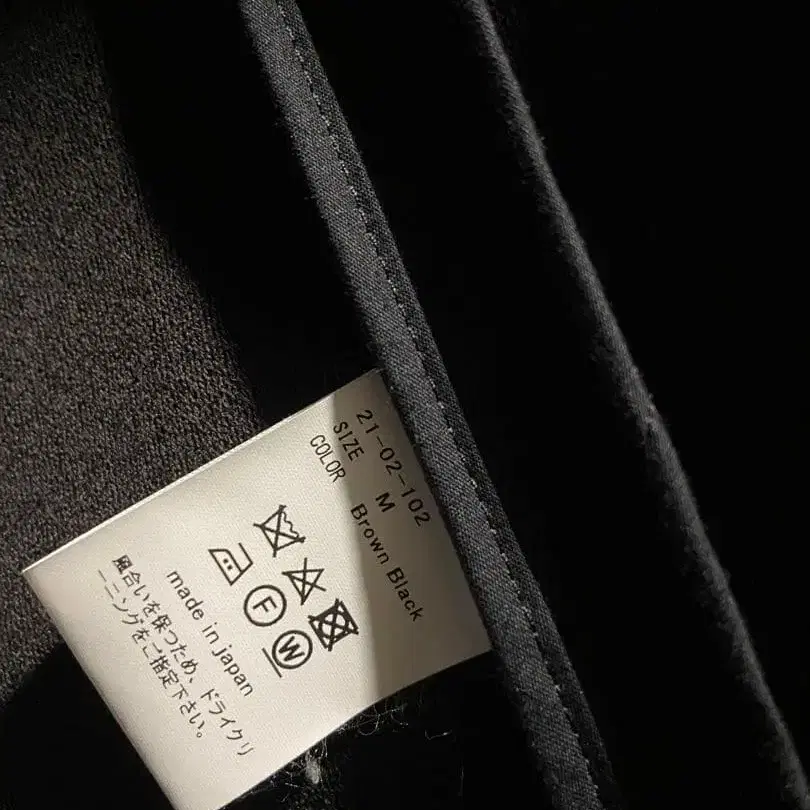 21-02-102
SIZE M
COLOR Brown Black
F
W
made in japan
風合いを保つため、ドライクリ
ーニングをご指定下さい。